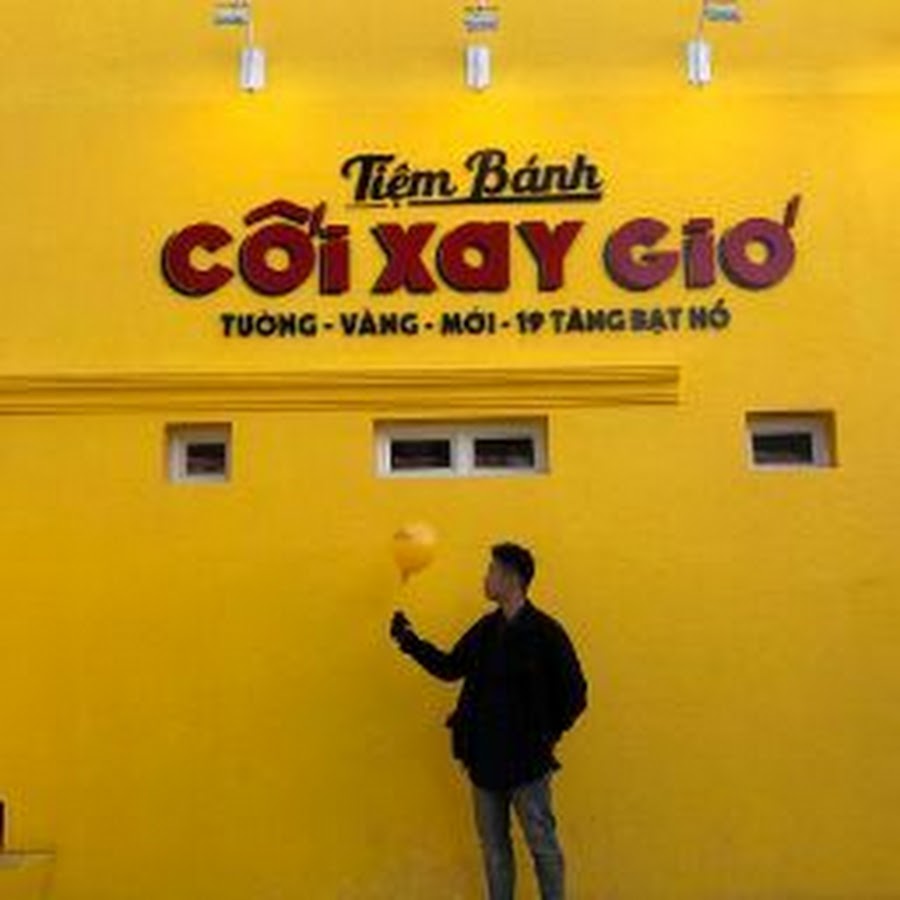 Tiệm Bánh
CỐI XAY GIÓ
TƯỜNG - VÀNG - MỚI - 19 TĂNG BẠT HỔ